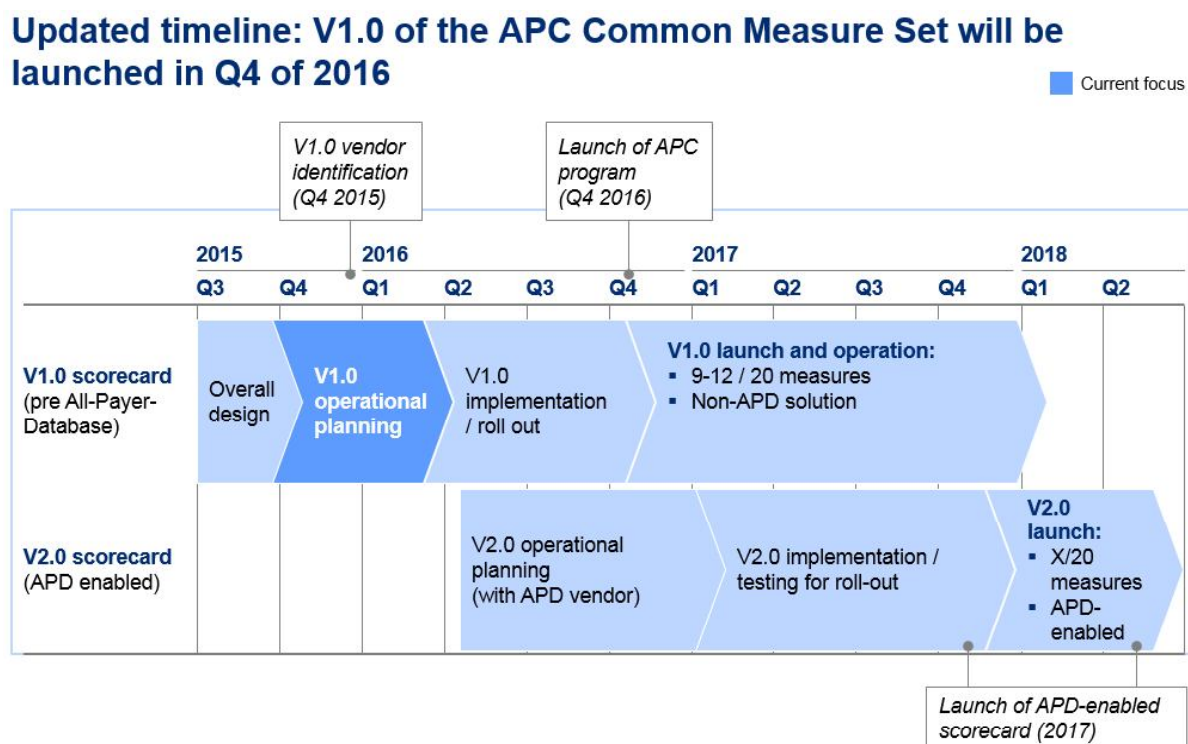 Updated timeline: V1.0 of the APC Common Measure Set will be
launched in Q4 of 2016
Current focus
V1.0 vendor
identification
(Q4 2015)
Launch of APC
program
(Q4 2016)
2015 2016 2017 2018
Q3 Q4 Q1 Q2 Q3 Q4 Q1 Q2 Q3 Q4 Q1 Q2
V1.0 scorecard
(pre All-Payer-
Database)
Overall
design
V1.0
operational
planning
V1.0
implementation
/ roll out
V1.0 launch and operation:
▪ 9-12 / 20 measures
▪ Non-APD solution
V2.0 scorecard
(APD enabled)
V2.0 operational
planning
(with APD vendor)
V2.0 implementation /
testing for roll-out
V2.0
launch:
▪ X/20
measures
▪ APD-
enabled
Launch of APD-enabled
scorecard (2017)